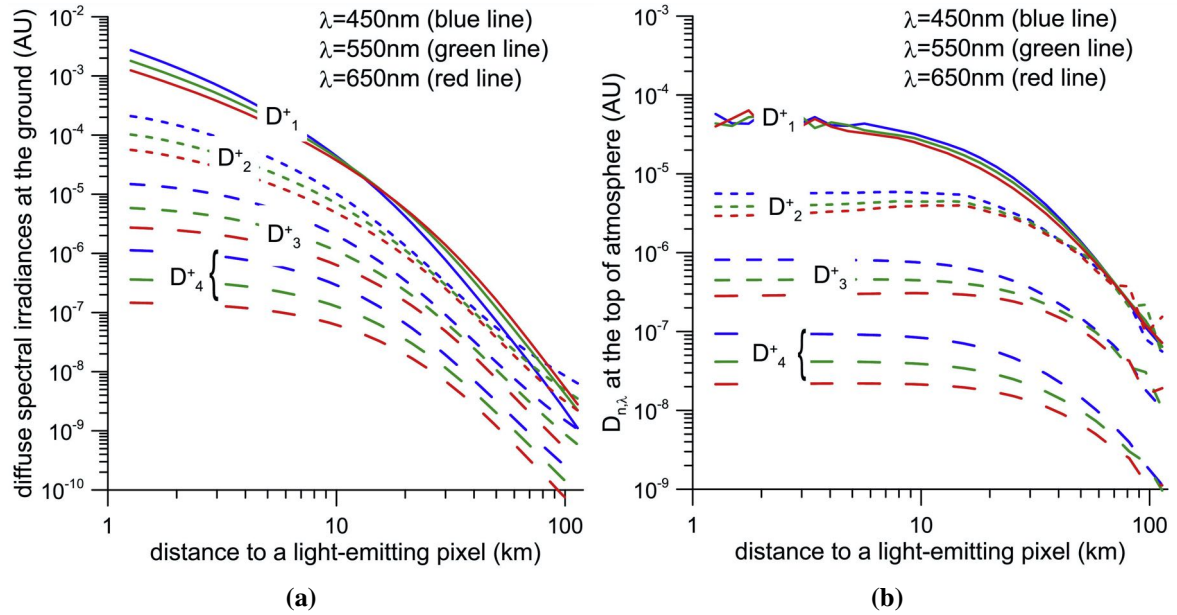 λ=450nm (blue line)
λ=550nm (green line)
λ=650nm (red line)
diffuse spectral irradiances at the ground (AU)
10-2
10-3
10-4
10-5
10-6
10-7
10-8
10-9
10-10
D+1
D+2
D+3
D+4 {
1
10
100
distance to a light-emitting pixel (km)
(a)
λ=450nm (blue line)
λ=550nm (green line)
λ=650nm (red line)
Dn,λ at the top of atmosphere (AU)
10-3
10-4
10-5
10-6
10-7
10-8
10-9
D+1
D+2
D+3
D+4 {
1
10
100
distance to a light-emitting pixel (km)
(b)